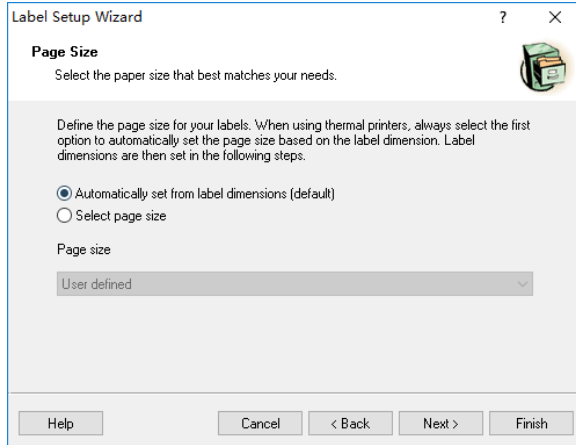 Label Setup Wizard
?
Page Size
Select the paper size that best matches your needs.
Define the page size for your labels. When using thermal printers, always select the first
option to automatically set the page size based on the label dimension. Label
dimensions are then set in the following steps.
Automatically set from label dimensions (default)
Select page size
Page size
User defined
Help
Cancel
< Back
Next >
Finish